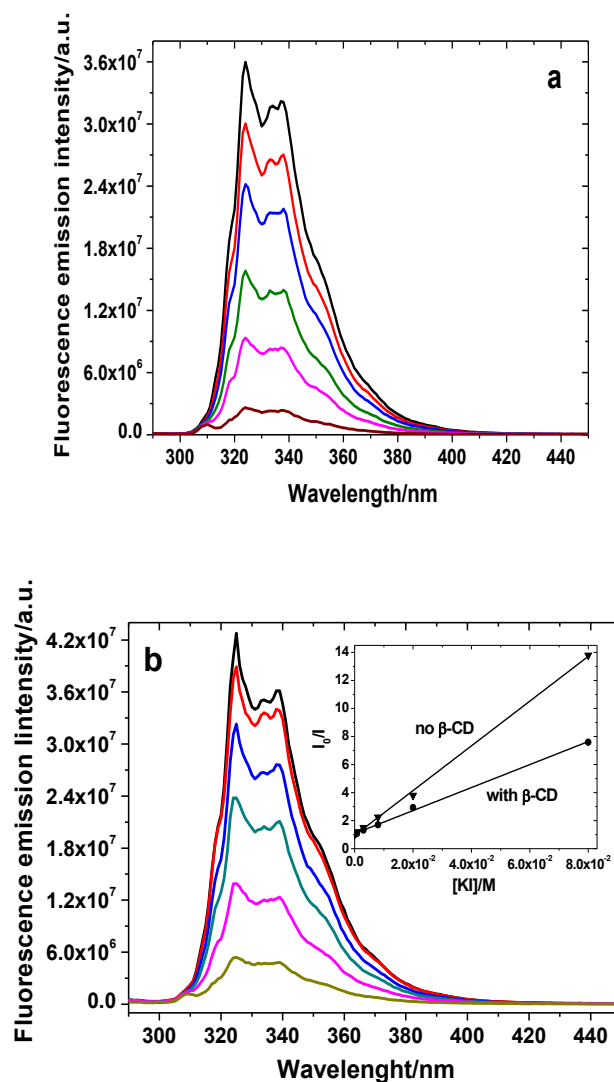 a
Fluorescence emission intensity/a.u.
3.6x10⁷
3.0x10⁷
2.4x10⁷
1.8x10⁷
1.2x10⁷
6.0x10⁶
0.0
300 320 340 360 380 400 420 440
Wavelength/nm
b
Fluorescence emission lintensity/a.u.
4.2x10⁷
3.6x10⁷
3.0x10⁷
2.4x10⁷
1.8x10⁷
1.2x10⁷
6.0x10⁶
0.0
300 320 340 360 380 400 420 440
Wavelenght/nm
I₀/I
14
12
10
8
6
4
2
0
no β-CD
with β-CD
0.0 2.0x10⁻² 4.0x10⁻² 6.0x10⁻² 8.0x10⁻²
[KI]/M